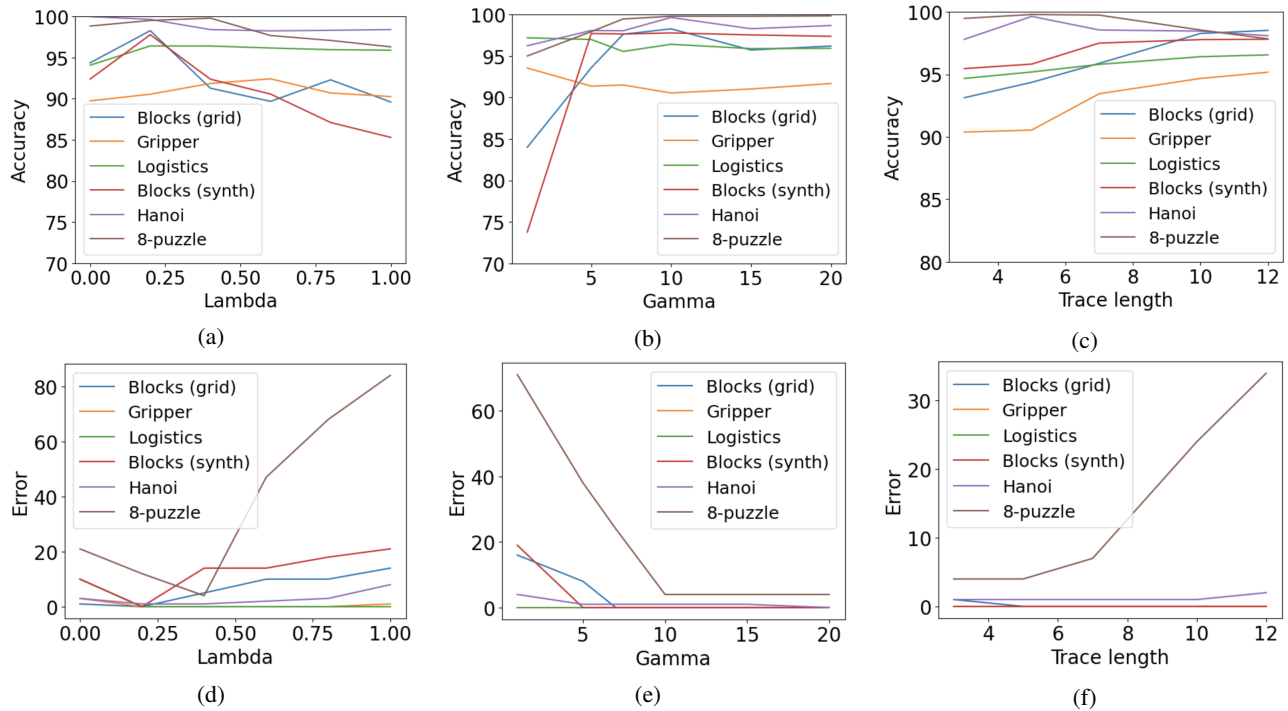 100
95
90
85
80
75
70
Accuracy
0.00
0.25
0.50
0.75
1.00
Lambda
Blocks (grid)
Gripper
Logistics
Blocks (synth)
Hanoi
8-puzzle
(a)
100
95
90
85
80
75
70
Accuracy
5
10
15
20
Gamma
Blocks (grid)
Gripper
Logistics
Blocks (synth)
Hanoi
8-puzzle
(b)
100
95
90
85
80
Accuracy
4
6
8
10
12
Trace length
Blocks (grid)
Gripper
Logistics
Blocks (synth)
Hanoi
8-puzzle
(c)
80
60
40
20
0
Error
0.00
0.25
0.50
0.75
1.00
Lambda
Blocks (grid)
Gripper
Logistics
Blocks (synth)
Hanoi
8-puzzle
(d)
60
40
20
0
Error
5
10
15
20
Gamma
Blocks (grid)
Gripper
Logistics
Blocks (synth)
Hanoi
8-puzzle
(e)
30
20
10
0
Error
4
6
8
10
12
Trace length
Blocks (grid)
Gripper
Logistics
Blocks (synth)
Hanoi
8-puzzle
(f)